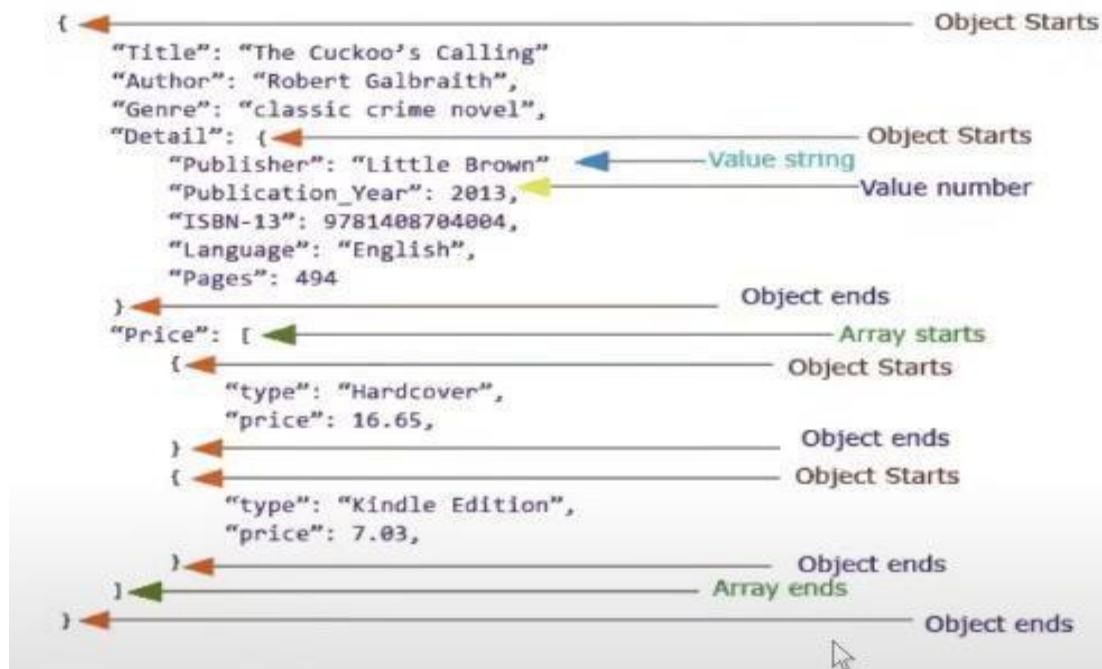 { Object Starts
“Title”: “The Cuckoo’s Calling”
“Author”: “Robert Galbraith”,
“Genre”: “classic crime novel”,
“Detail”: { Object Starts
“Publisher”: “Little Brown” Value string
“Publication_Year”: 2013, Value number
“ISBN-13”: 9781408704004,
“Language”: “English”,
“Pages”: 494
} Object ends
“Price”: [ Array starts
{ Object Starts
“type”: “Hardcover”,
“price”: 16.65,
} Object ends
{ Object Starts
“type”: “Kindle Edition”,
“price”: 7.03,
} Object ends
] Array ends
} Object ends